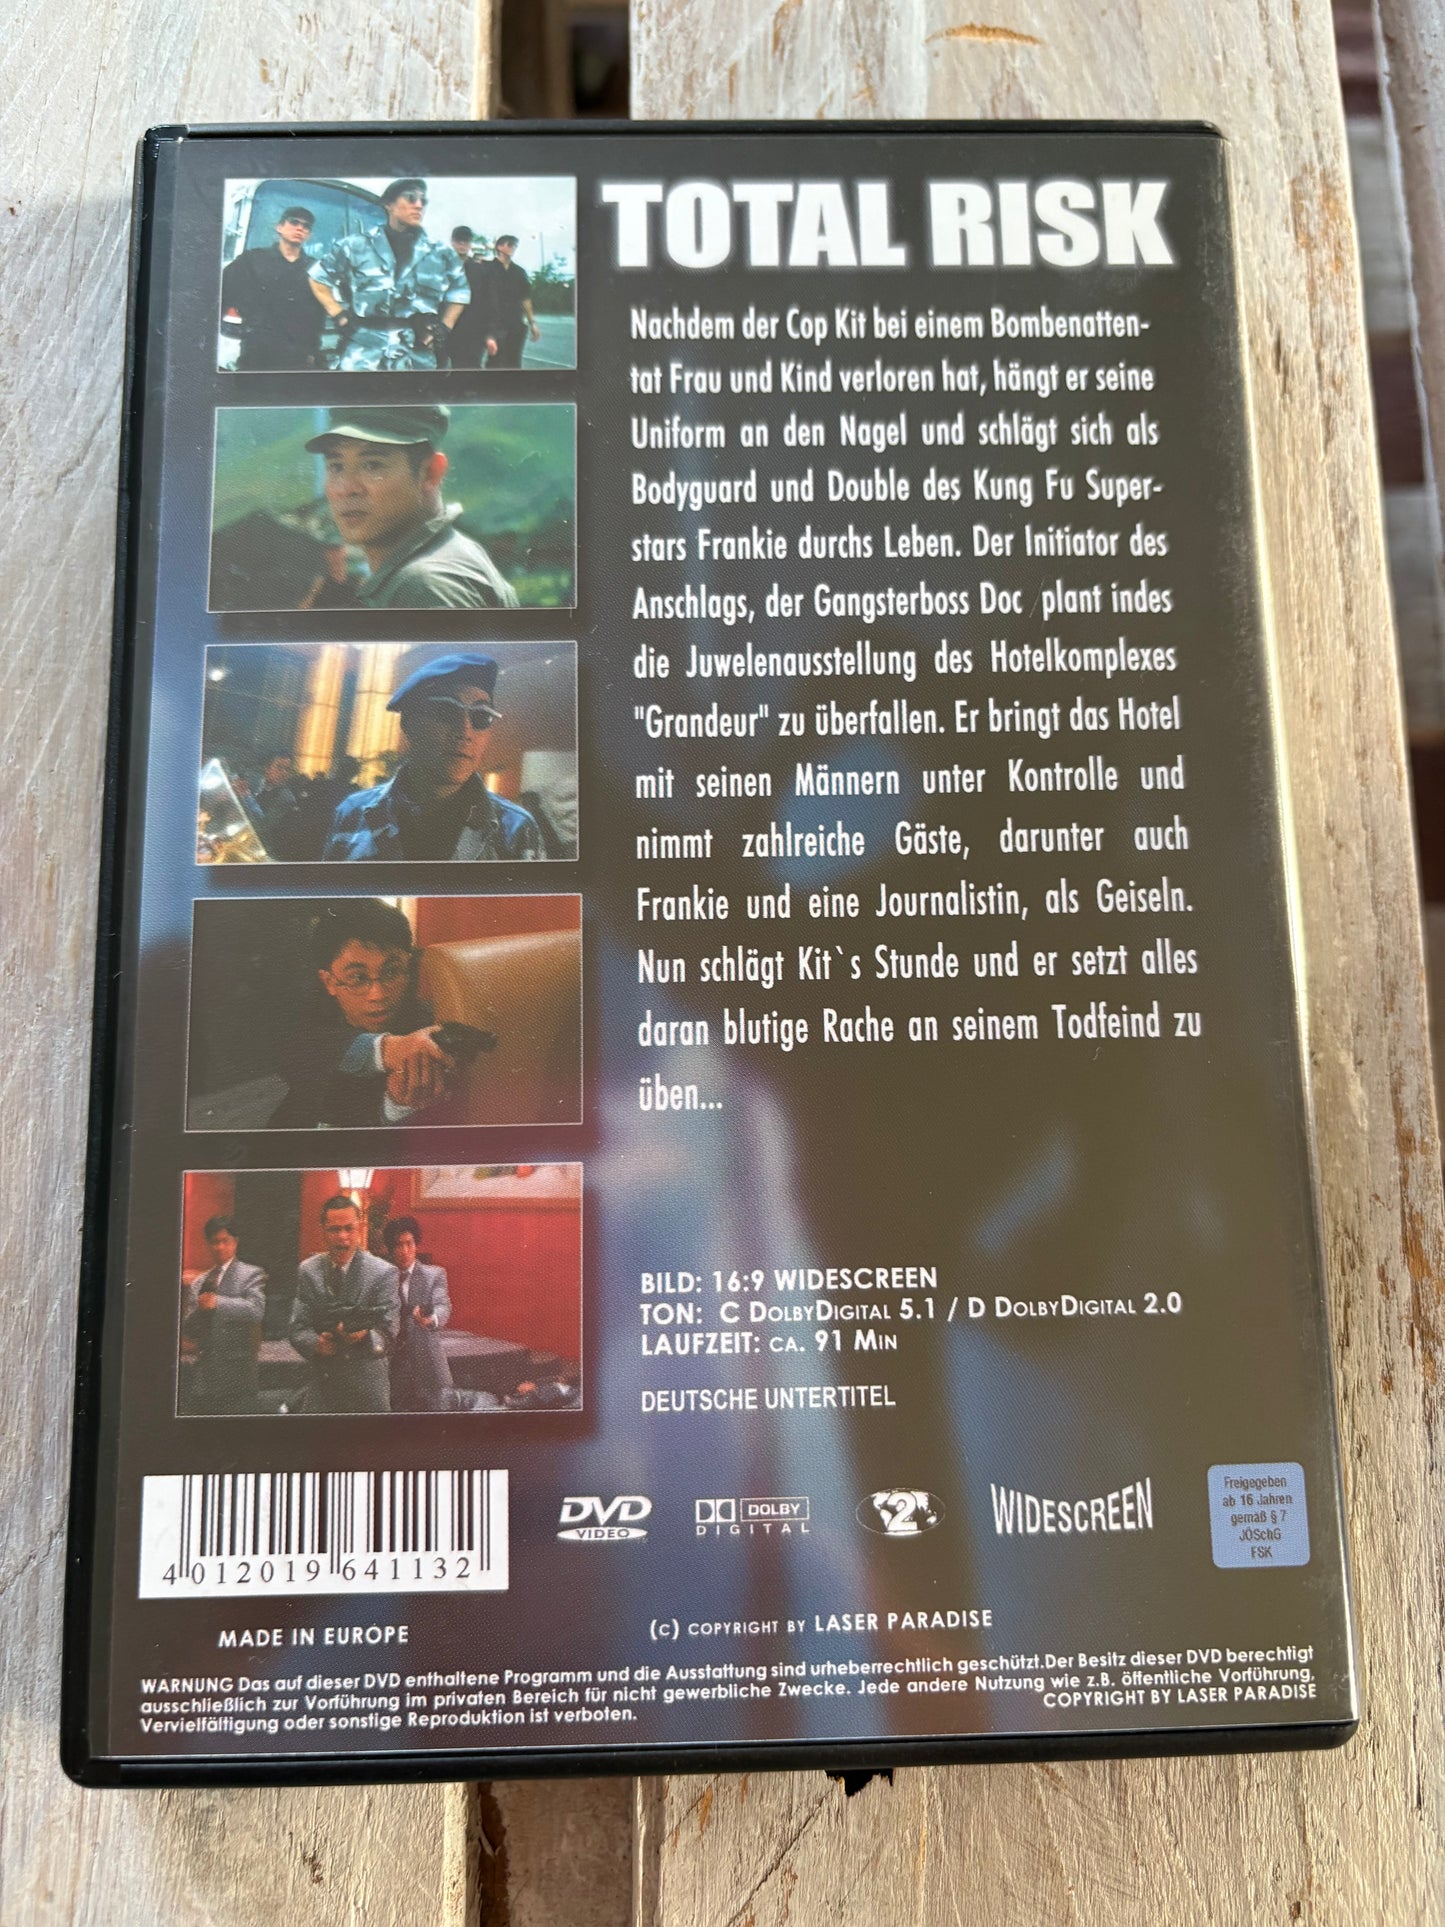 TOTAL RISK
Nachdem der Cop Kit bei einem Bombenatten-
tat Frau und Kind verloren hat, hängt er seine
Uniform an den Nagel und schlägt sich als
Bodyguard und Double des Kung Fu Super-
stars Frankie durchs Leben. Der Initiator des
Anschlags, der Gangsterboss Doc plant indes
die Juwelenausstellung des Hotelkomplexes
"Grandeur" zu überfallen. Er bringt das Hotel
mit seinen Männern unter Kontrolle und
nimmt zahlreiche Gäste, darunter auch
Frankie und eine Journalistin, als Geiseln.
Nun schlägt Kit`s Stunde und er setzt alles
daran blutige Rache an seinem Todfeind zu
üben...
BILD: 16:9 WIDESCREEN
TON: C DOLBYDIGITAL 5.1 / D DOLBYDIGITAL 2.0
LAUFZEIT: CA. 91 MIN
DEUTSCHE UNTERTITEL
4 012019 641132
DVD
VIDEO
DOLBY
DIGITAL
2
WIDESCREEN
Freigegeben
ab 16 Jahren
gemäß § 7
JÖSchG
FSK
MADE IN EUROPE
(C) COPYRIGHT BY LASER PARADISE
WARNUNG Das auf dieser DVD enthaltene Programm und die Ausstattung sind urheberrechtlich geschützt.Der Besitz dieser DVD berechtigt
ausschließlich zur Vorführung im privaten Bereich für nicht gewerbliche Zwecke. Jede andere Nutzung wie z.B. öffentliche Vorführung,
Vervielfältigung oder sonstige Reproduktion ist verboten.
COPYRIGHT BY LASER PARADISE